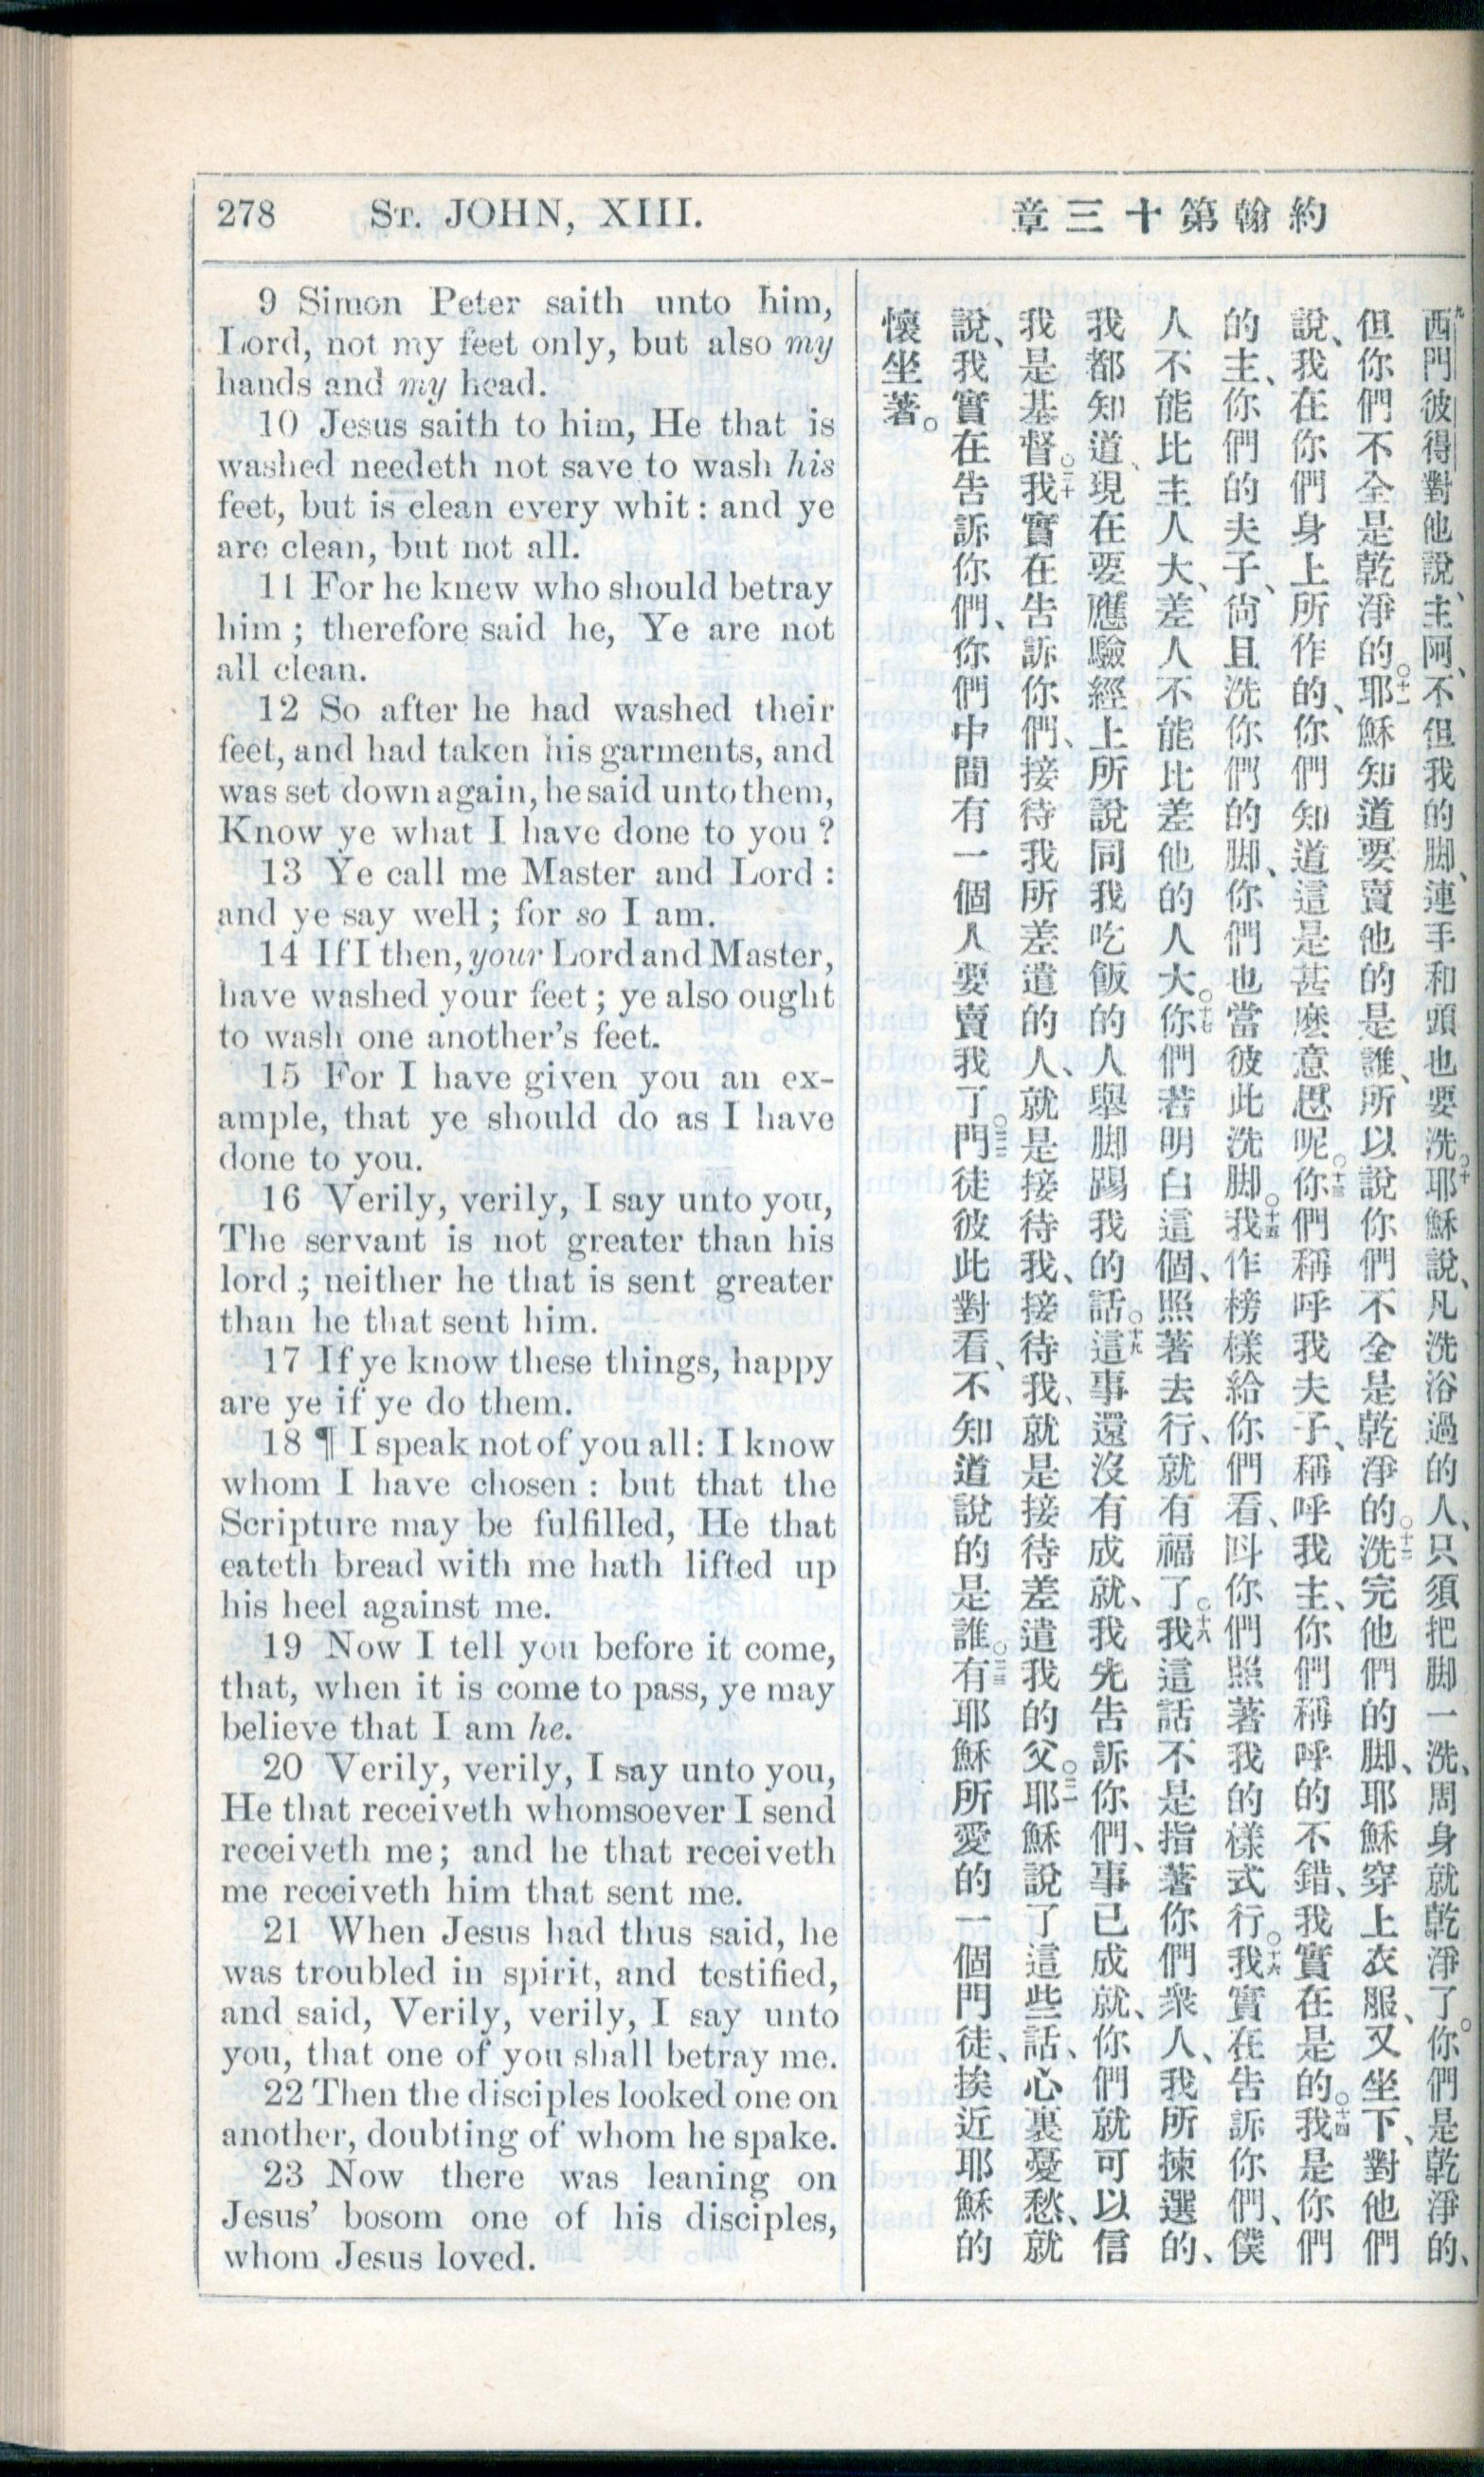 278 St. JOHN, XIII.
章三十第翰約
9 Simon Peter saith unto him,
Lord, not my feet only, but also my
hands and my head.
10 Jesus saith to him, He that is
washed needeth not save to wash his
feet, but is clean every whit : and ye
are clean, but not all.
11 For he knew who should betray
him ; therefore said he, Ye are not
all clean.
12 So after he had washed their
feet, and had taken his garments, and
was set down again, he said unto them,
Know ye what I have done to you ?
13 Ye call me Master and Lord :
and ye say well ; for so I am.
14 If I then, your Lord and Master,
have washed your feet ; ye also ought
to wash one another's feet.
15 For I have given you an ex-
ample, that ye should do as I have
done to you.
16 Verily, verily, I say unto you,
The servant is not greater than his
lord ; neither he that is sent greater
than he that sent him.
17 If ye know these things, happy
are ye if ye do them.
18 ¶ I speak not of you all: I know
whom I have chosen : but that the
Scripture may be fulfilled, He that
eateth bread with me hath lifted up
his heel against me.
19 Now I tell you before it come,
that, when it is come to pass, ye may
believe that I am he.
20 Verily, verily, I say unto you,
He that receiveth whomsoever I send
receiveth me; and he that receiveth
me receiveth him that sent me.
21 When Jesus had thus said, he
was troubled in spirit, and testified,
and said, Verily, verily, I say unto
you, that one of you shall betray me.
22 Then the disciples looked one on
another, doubting of whom he spake.
23 Now there was leaning on
Jesus' bosom one of his disciples,
whom Jesus loved.
九西門彼得對他說、主阿、不但我的脚、連手和頭也要洗。○十耶穌說、凡洗浴過的人、只須把脚一洗、周身就乾淨了。你們是乾淨的、
但你們不全是乾淨的。○十一耶穌知道要賣他的是誰、所以說你們不全是乾淨的。○十二洗完他們的脚、耶穌穿上衣服、又坐下、對他們
說、我在你們身上所作的、你們知道這是甚麽意思呢。○十三你們稱呼我夫子、稱呼我主、你們稱呼的不錯、我實在是的。○十四我是你們
的主、你們的夫子、尙且洗你們的脚、你們也當彼此洗脚。○十五我作榜樣給你們看、呌你們照著我的樣式行。○十六我實在告訴你們、僕
人不能比主人大、差人不能比差他的人大。○十七你們若明白這個、照著去行、就有福了。○十八我這話不是指著你們衆人、我所揀選的、
我都知道、現在要應驗經上所說同我吃飯的人舉脚踢我的話。○十九這事還沒有成就、我先告訴你們、事已成就、你們就可以信
我是基督。○二十我實在告訴你們、接待我所差遣的人、就是接待我、接待我、就是接待差遣我的父。○二一耶穌說了這些話、心裏憂愁、就
說、我實在告訴你們、你們中間有一個人要賣我了。○二二門徒彼此對看、不知道說的是誰。○二三有耶穌所愛的一個門徒、挨近耶穌的
懷坐著。